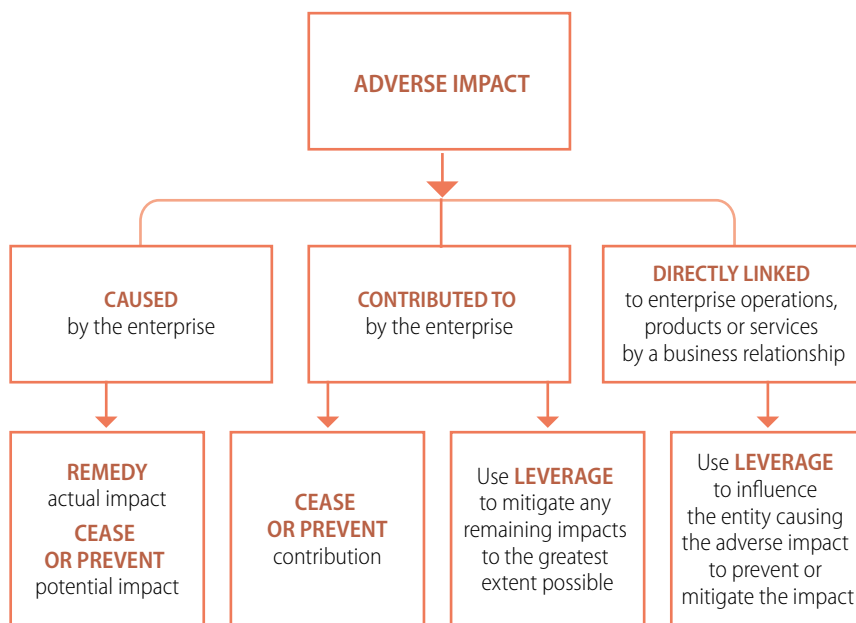 ADVERSE IMPACT
CAUSED
by the enterprise
CONTRIBUTED TO
by the enterprise
DIRECTLY LINKED
to enterprise operations,
products or services
by a business relationship
REMEDY
actual impact
CEASE
OR PREVENT
potential impact
CEASE
OR PREVENT
contribution
Use LEVERAGE
to mitigate any
remaining impacts
to the greatest
extent possible
Use LEVERAGE
to influence
the entity causing
the adverse impact
to prevent or
mitigate the impact